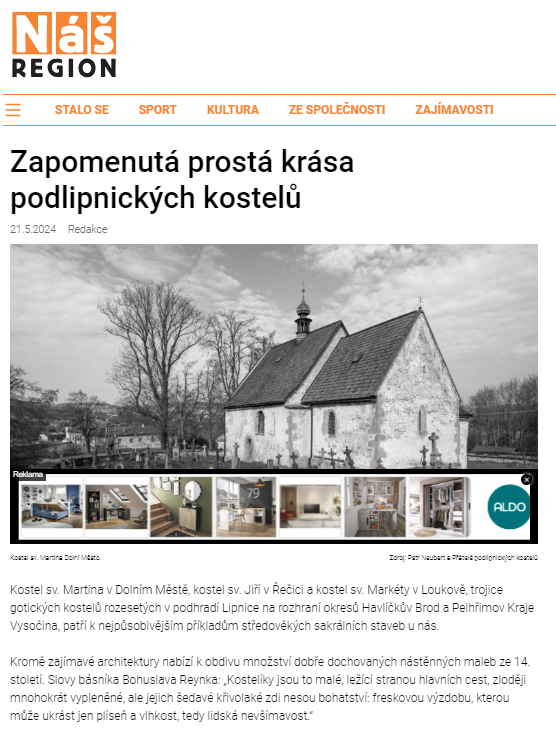 Náš
REGION
STALO SE SPORT KULTURA ZE SPOLEČNOSTI ZAJÍMAVOSTI
Zapomenutá prostá krása
podlipnických kostelů
21.5.2024 Redakce
Reklama
79
ALDO
Kostel sv. Martina Dolní Město. Zdroj: Petr Neubert a Přátelé podlipnických kostelů
Kostel sv. Martina v Dolním Městě, kostel sv. Jiří v Řečici a kostel sv. Markéty v Loukově, trojice
gotických kostelů rozesetých v podhradí Lipnice na rozhraní okresů Havlíčkův Brod a Pelhřimov Kraje
Vysočina, patří k nejpůsobivějším příkladům středověkých sakrálních staveb u nás.
Kromě zajímavé architektury nabízí k obdivu množství dobře dochovaných nástěnných maleb ze 14.
století. Slovy básníka Bohuslava Reynka: „Kostelíky jsou to malé, ležící stranou hlavních cest, zloději
mnohokrát vypleněné, ale jejich šedavé křivolaké zdi nesou bohatství: freskovou výzdobu, kterou
může ukrást jen plíseň a vlhkost, tedy lidská nevšímavost.“